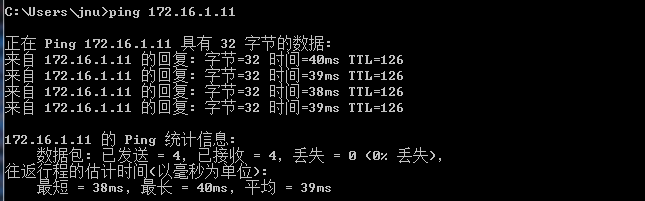 C:\Users\jnu>ping 172.16.1.11
正在 Ping 172.16.1.11 具有 32 字节的数据:
来自 172.16.1.11 的回复: 字节=32 时间=40ms TTL=126
来自 172.16.1.11 的回复: 字节=32 时间=39ms TTL=126
来自 172.16.1.11 的回复: 字节=32 时间=38ms TTL=126
来自 172.16.1.11 的回复: 字节=32 时间=39ms TTL=126
172.16.1.11 的 Ping 统计信息:
数据包: 已发送 = 4, 已接收 = 4, 丢失 = 0 (0% 丢失),
往返行程的估计时间(以毫秒为单位):
最短 = 38ms, 最长 = 40ms, 平均 = 39ms